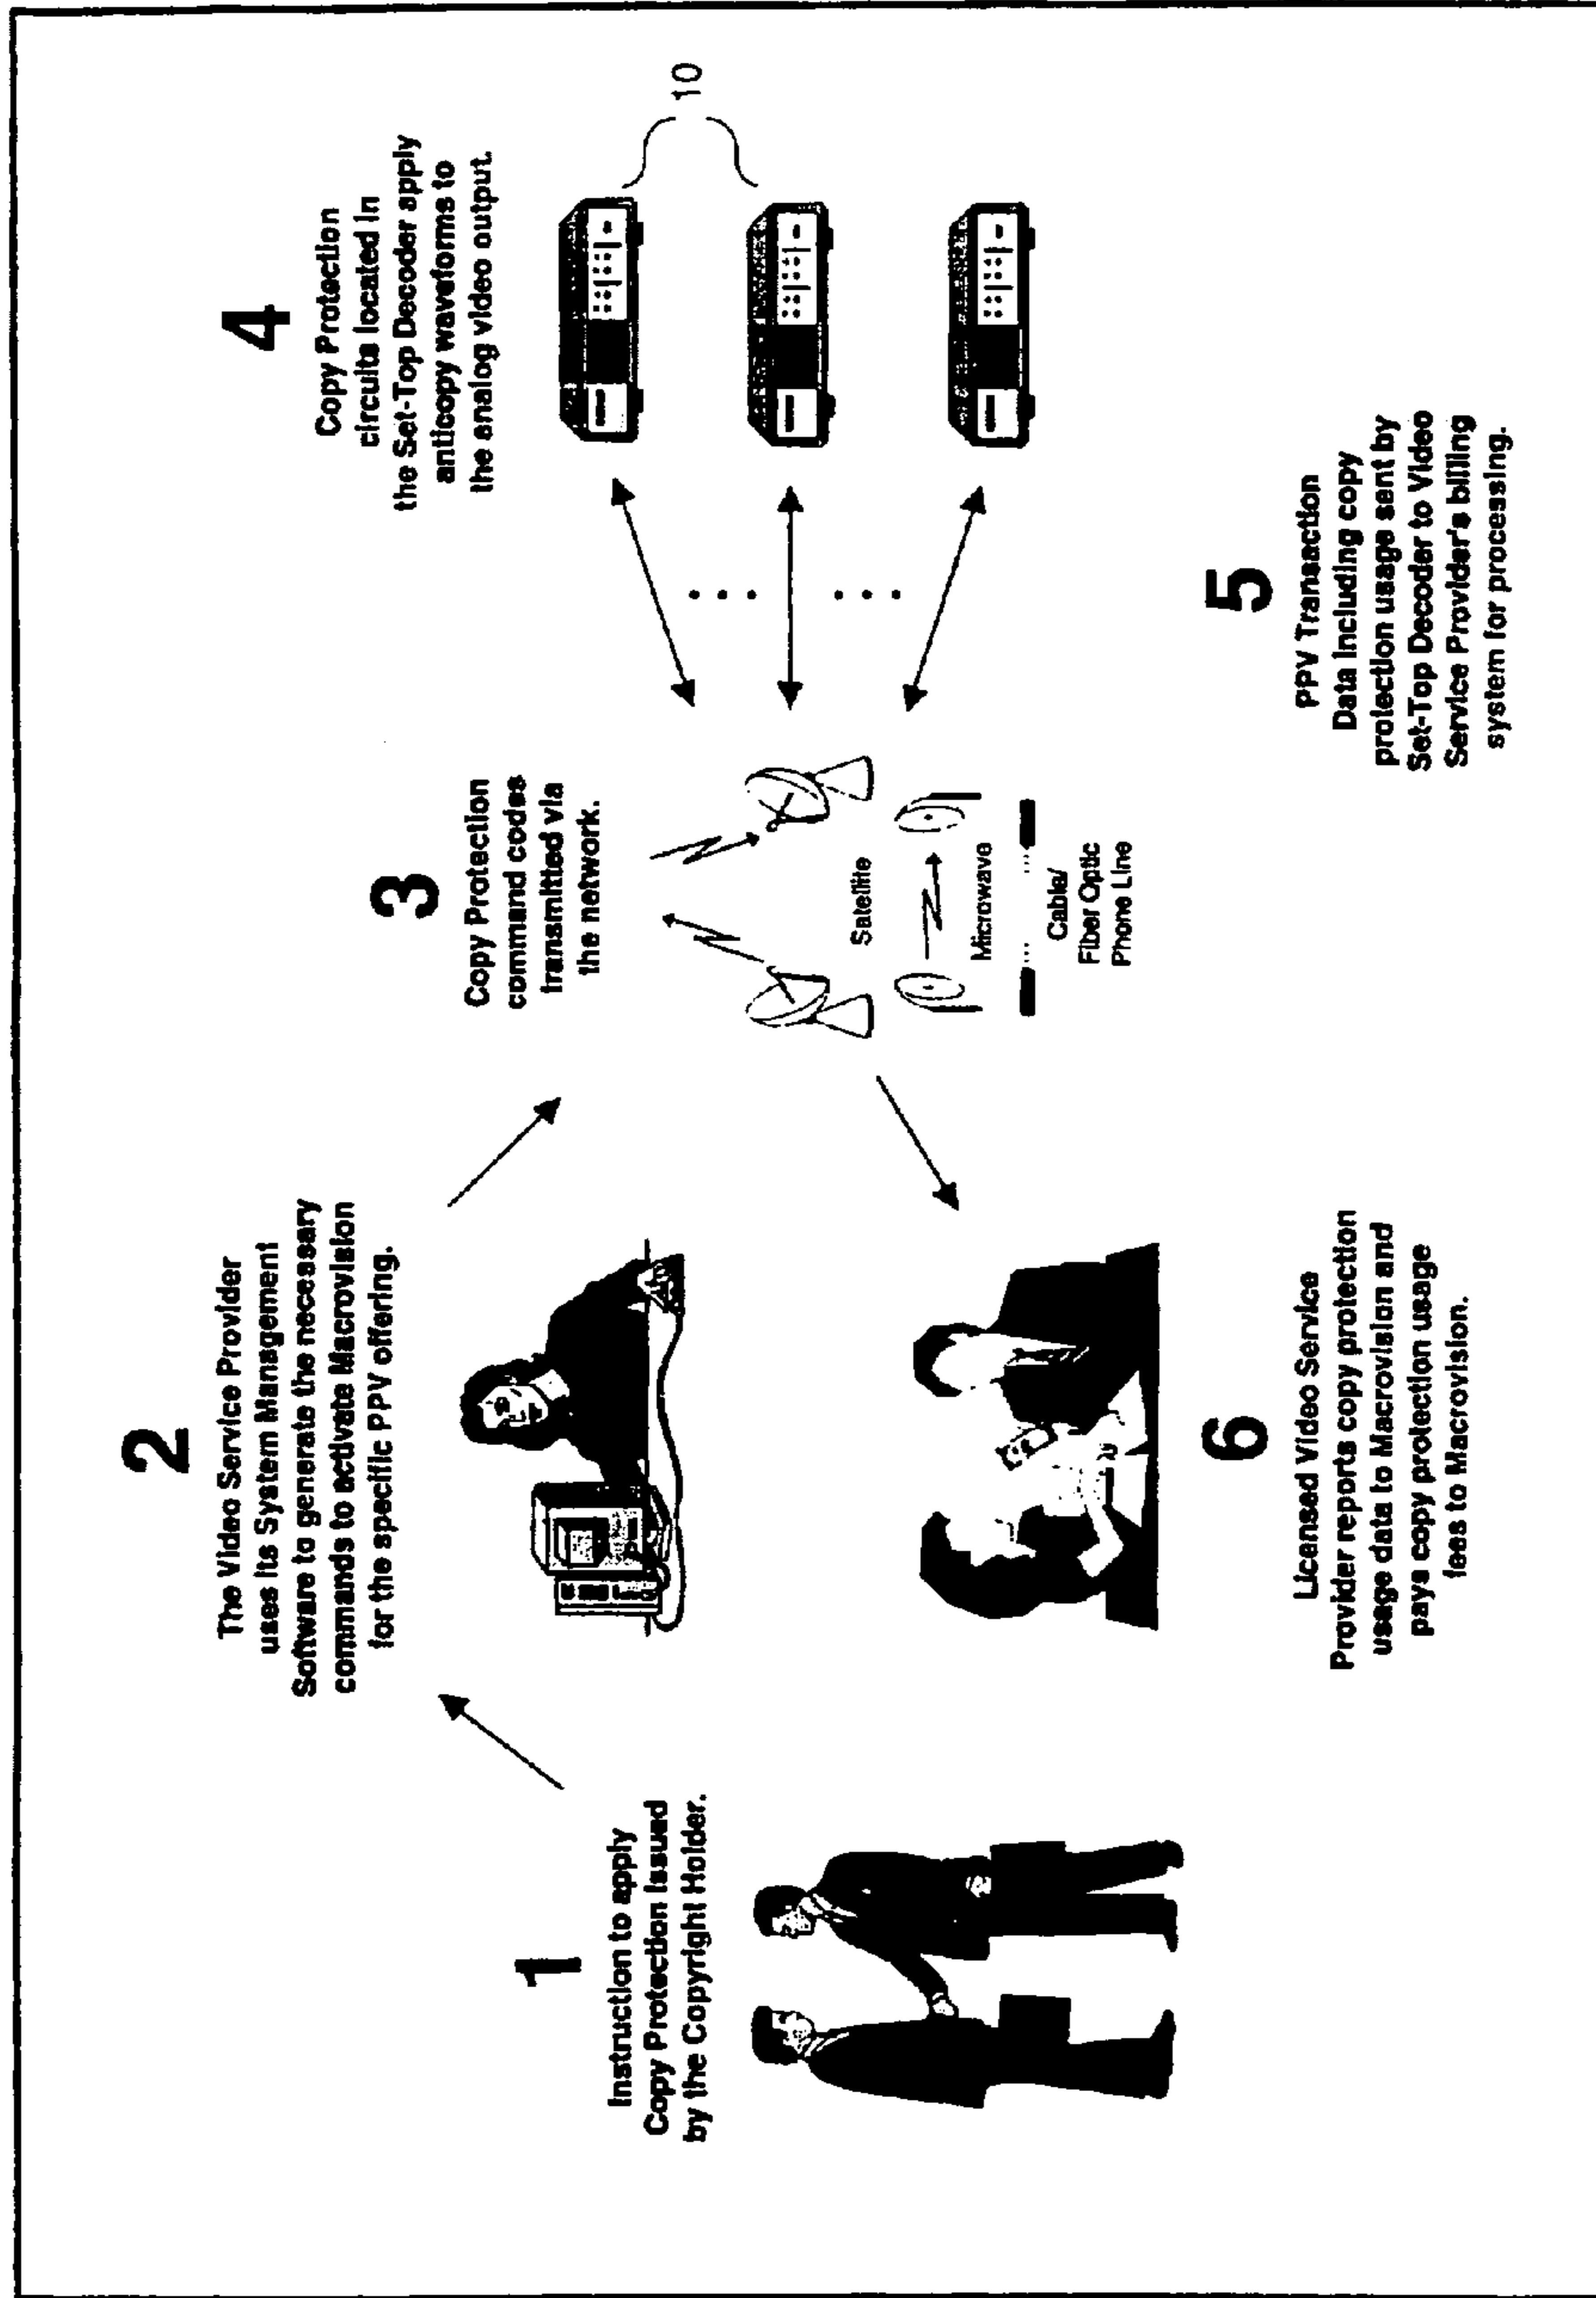 1
Instruction to apply
Copy Protection Issued
by the Copyright Holder.
2
The Video Service Provider
uses its System Management
Software to generate the necessary
commands to activate Macrovision
for the specific PPV offering.
3
Copy Protection
command codes
transmitted via
the network.
Satellite
Microwave
Cable/
Fiber Optic
Phone Line
4
Copy Protection
circuits located in
the Set-Top Decoder apply
anticopy waveforms to
the analog video output.
10
5
PPV Transaction
Data Including copy
protection usage sent by
Set-Top Decoder to Video
Service Provider's billing
system for processing.
6
Licensed Video Service
Provider reports copy protection
usage data to Macrovision and
pays copy protection usage
fees to Macrovision.